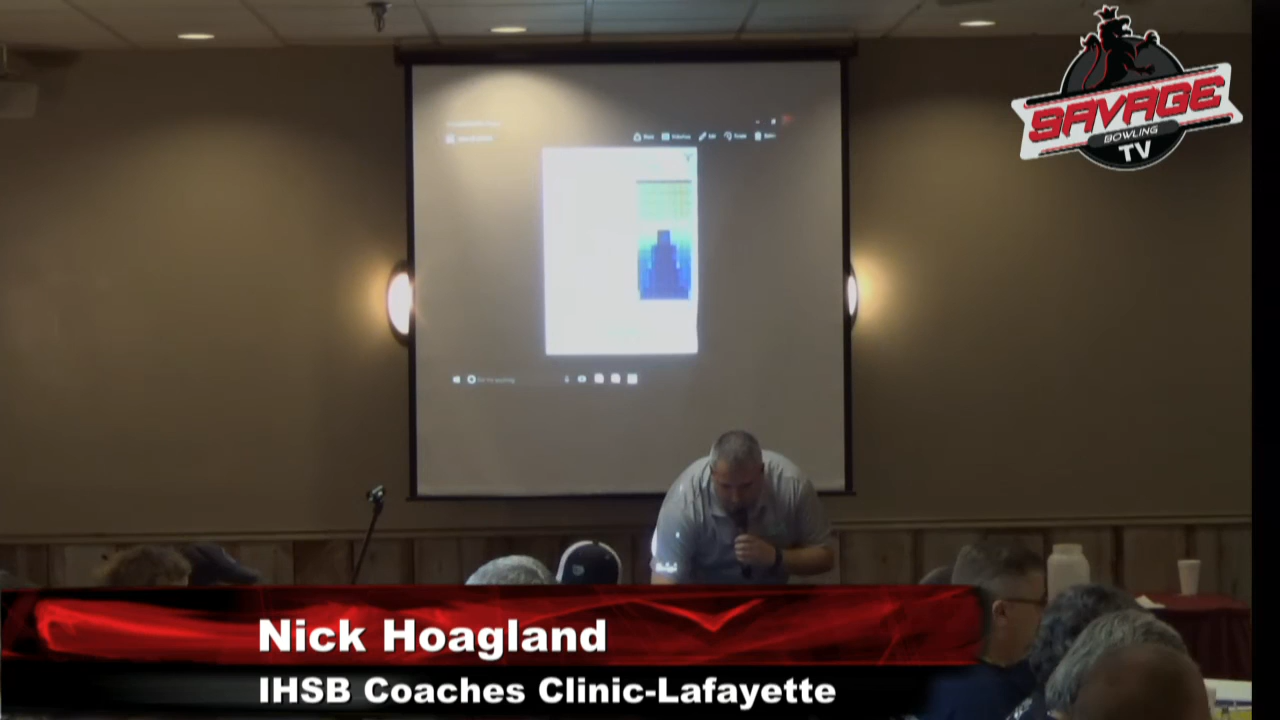 SAVAGE
BOWLING
TV
Nick Hoagland
IHSB Coaches Clinic-Lafayette